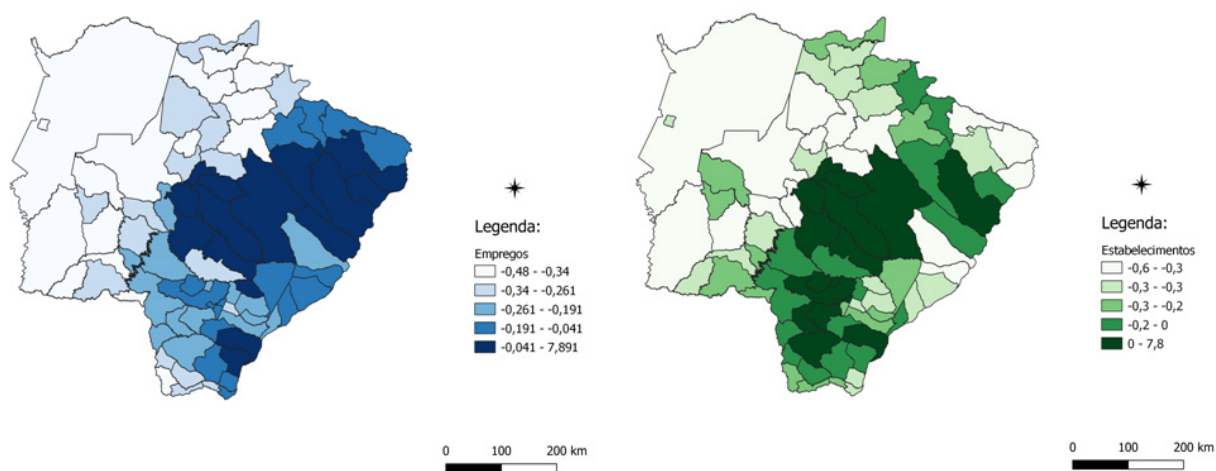 Legenda:
Empregos
-0,48 - -0,34
-0,34 - -0,261
-0,261 - -0,191
-0,191 - -0,041
-0,041 - 7,891
0 100 200 km
Legenda:
Estabelecimentos
-0,6 - -0,3
-0,3 - -0,3
-0,3 - -0,2
-0,2 - 0
0 - 7,8
0 100 200 km